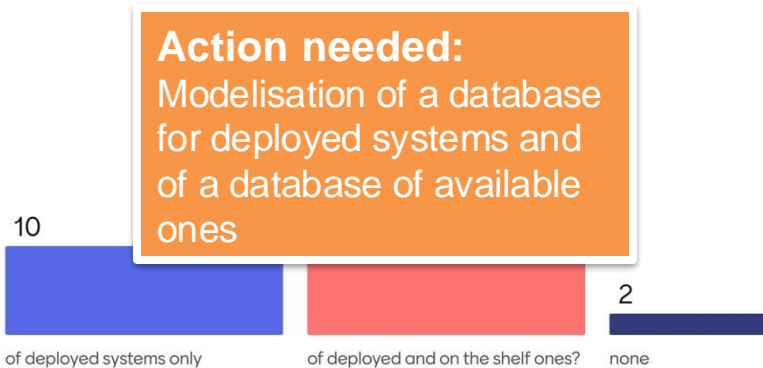 Action needed:
Modelisation of a database
for deployed systems and
of a database of available
ones
10
2
of deployed systems only
of deployed and on the shelf ones?
none